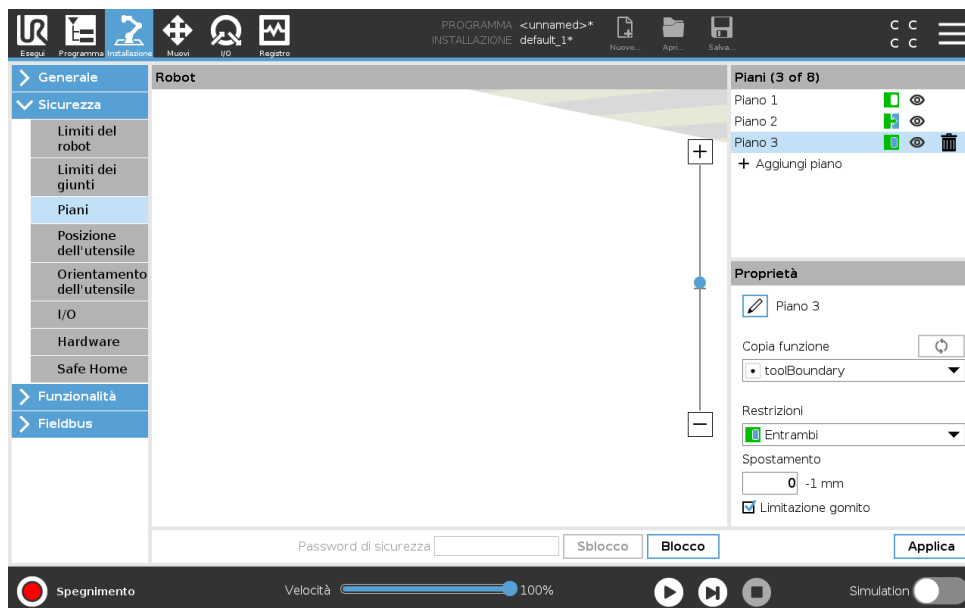 PROGRAMMA <unnamed>*
INSTALLAZIONE default_1*
Esegui Programma Installazione Muovi I/O Registro Nuovo... Apri... Salva...
C C
C C
Generale
Sicurezza
Limiti del
robot
Limiti dei
giunti
Piani
Posizione
dell'utensile
Orientamento
dell'utensile
I/O
Hardware
Safe Home
Funzionalità
Fieldbus
Robot
Piani (3 of 8)
Piano 1
Piano 2
Piano 3
+ Aggiungi piano
Proprietà
Piano 3
Copia funzione
toolBoundary
Restrizioni
Entrambi
Spostamento
0 -1 mm
Limitazione gomito
Password di sicurezza Sblocco Blocco Applica
Spegnimento Velocità 100% Simulation